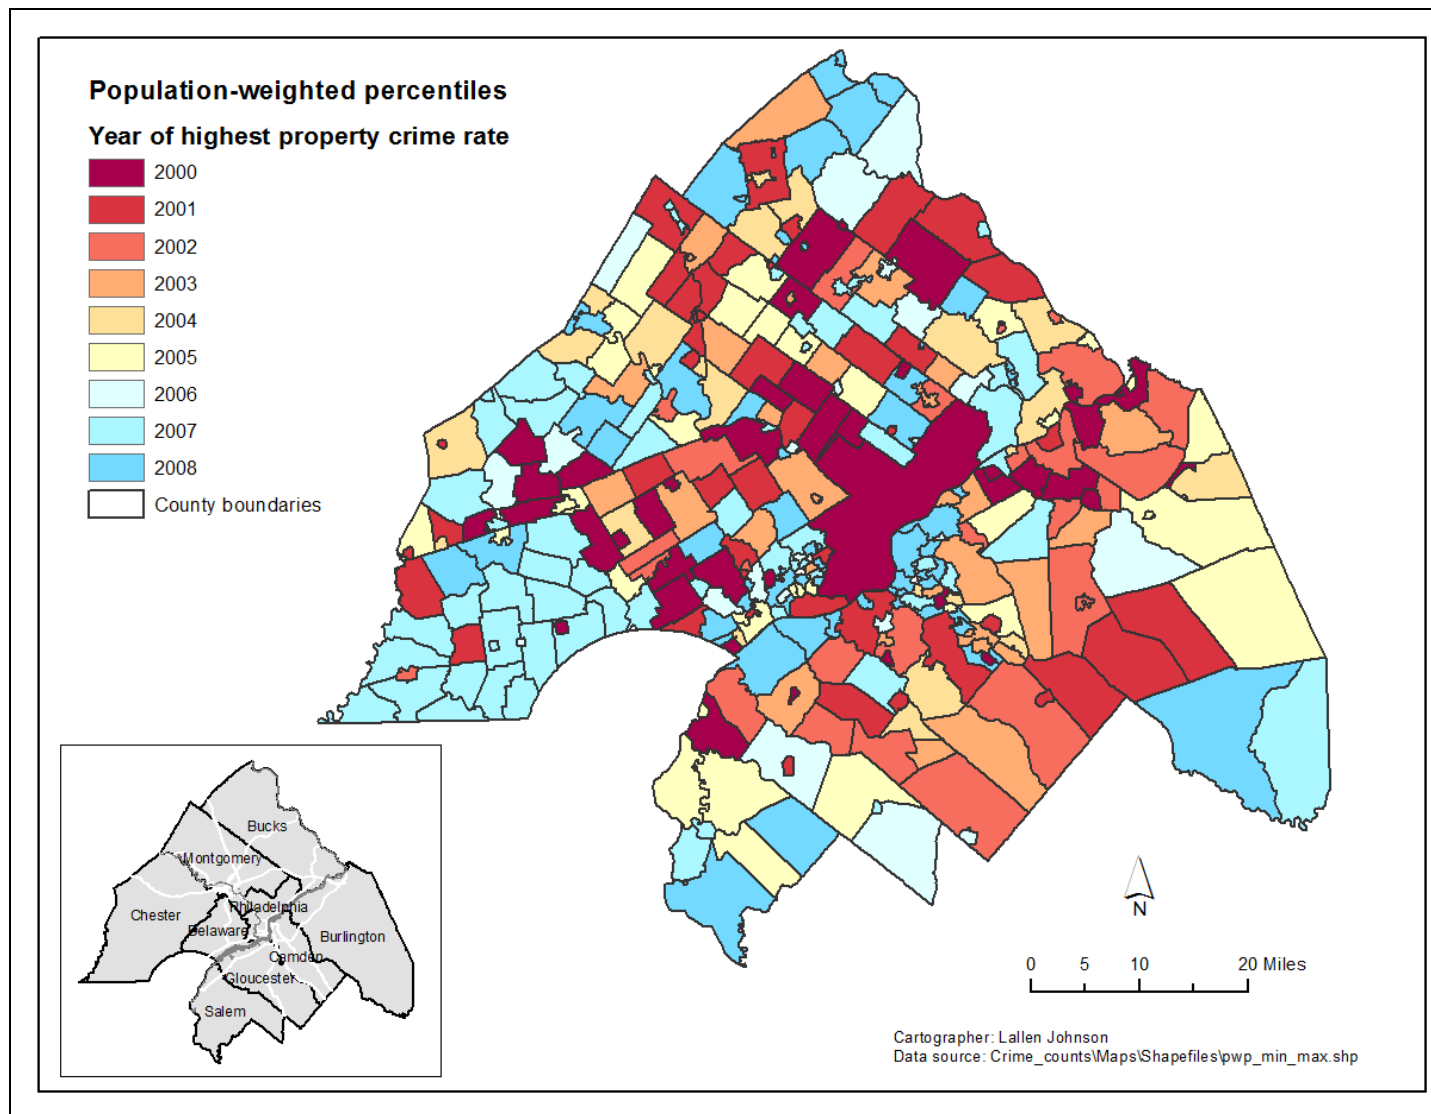 Population-weighted percentiles
Year of highest property crime rate
2000
2001
2002
2003
2004
2005
2006
2007
2008
County boundaries
Bucks
Montgomery
Chester
Philadelphia
Delaware
Burlington
Camden
Gloucester
Salem
N
0 5 10 20 Miles
Cartographer: Lallen Johnson
Data source: Crime_counts\Maps\Shapefiles\pwp_min_max.shp